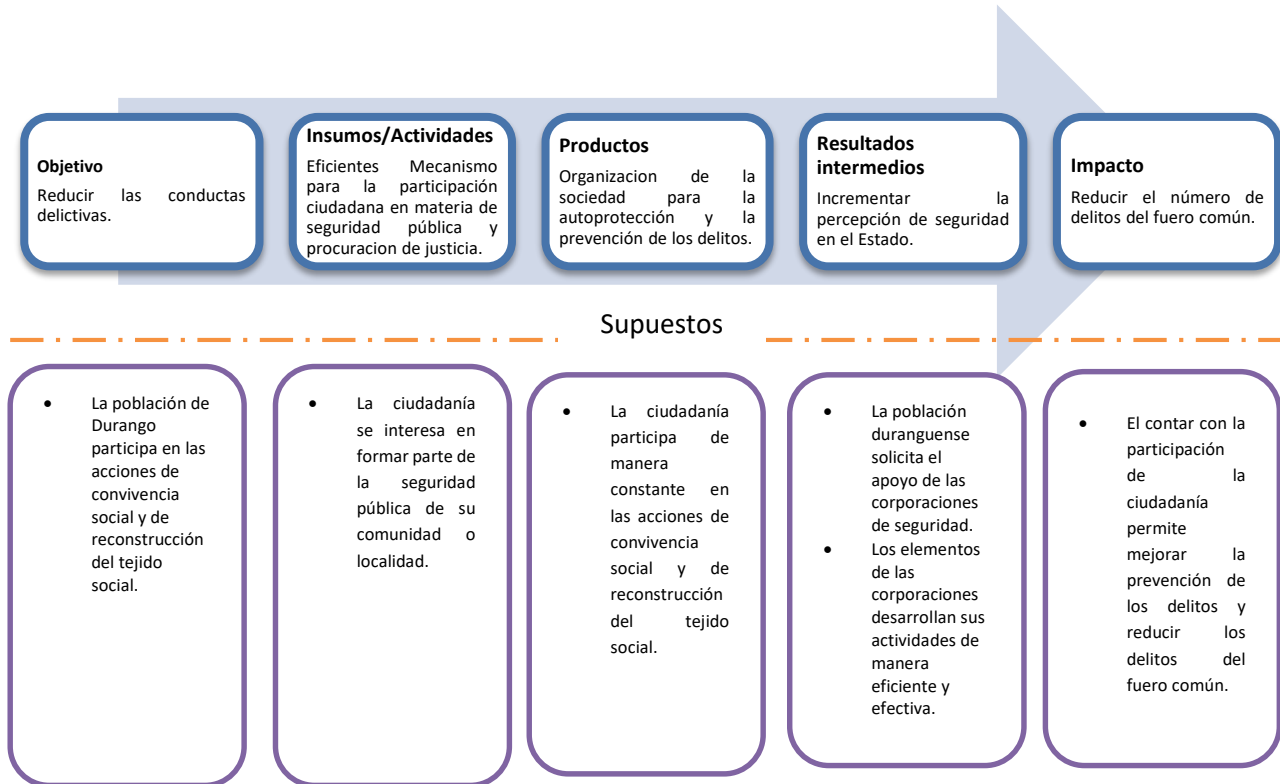 Objetivo
Reducir las conductas
delictivas.
Insumos/Actividades
Eficientes Mecanismo
para la participación
ciudadana en materia de
seguridad pública y
procuracion de justicia.
Productos
Organizacion de la
sociedad para la
autoprotección y la
prevención de los delitos.
Resultados
intermedios
Incrementar la
percepción de seguridad
en el Estado.
Impacto
Reducir el número de
delitos del fuero común.
Supuestos
• La población de
Durango
participa en las
acciones de
convivencia
social y de
reconstrucción
del tejido
social.
• La ciudadanía
se interesa en
formar parte de
la seguridad
pública de su
comunidad o
localidad.
• La ciudadanía
participa de
manera
constante en
las acciones de
convivencia
social y de
reconstrucción
del tejido
social.
• La población
duranguense
solicita el
apoyo de las
corporaciones
de seguridad.
• Los elementos
de las
corporaciones
desarrollan sus
actividades de
manera
eficiente y
efectiva.
• El contar con la
participación
de la
ciudadanía
permite
mejorar la
prevención de
los delitos y
reducir los
delitos del
fuero común.